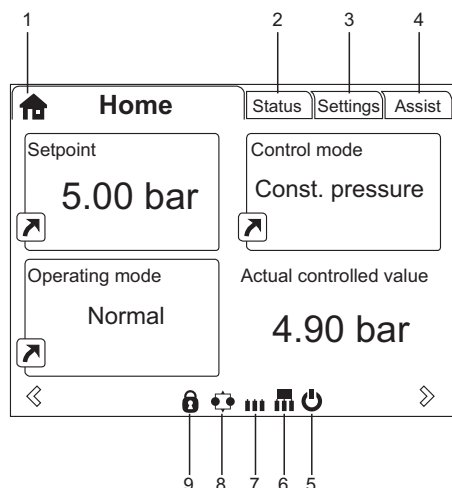 1 2 3 4
Home Status Settings Assist
Setpoint Control mode
5.00 bar Const. pressure
Operating mode Actual controlled value
Normal 4.90 bar
9 8 7 6 5